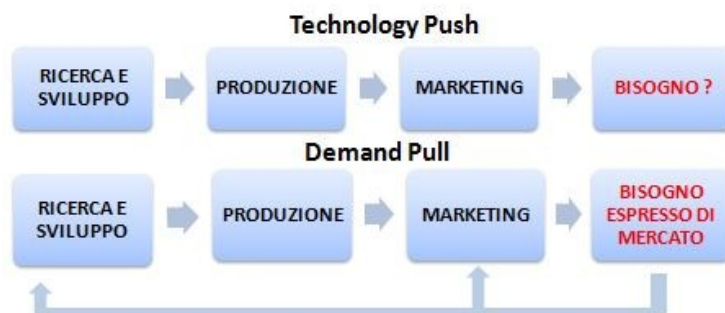 Technology Push
RICERCA E
SVILUPPO
PRODUZIONE
MARKETING
BISOGNO ?
Demand Pull
RICERCA E
SVILUPPO
PRODUZIONE
MARKETING
BISOGNO
ESPRESSO DI
MERCATO